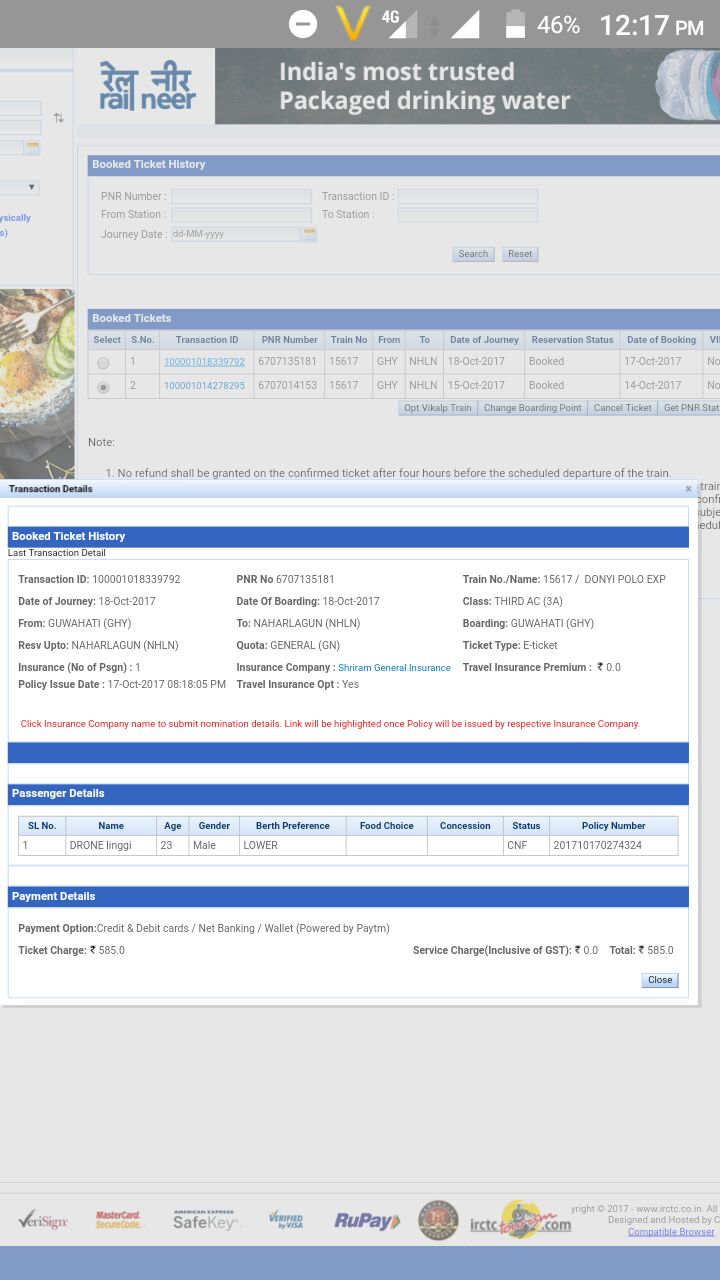 4G 46% 12:17 PM
रेल नीर
rail neer
India's most trusted
Packaged drinking water
Booked Ticket History
PNR Number : Transaction ID :
From Station : To Station :
ysically
Journey Date : dd-MM-yyyy
s)
Search Reset
Booked Tickets
Select S.No. Transaction ID PNR Number Train No From To Date of Journey Reservation Status Date of Booking
1 100001018339792 6707135181 15617 GHY NHLN 18-Oct-2017 Booked 17-Oct-2017 No
2 100001014278295 6707014153 15617 GHY NHLN 15-Oct-2017 Booked 14-Oct-2017 No
Opt Vikalp Train Change Boarding Point Cancel Ticket Get PNR Stat
Note:
1. No refund shall be granted on the confirmed ticket after four hours before the scheduled departure of the train.
Transaction Details ×
Booked Ticket History
Last Transaction Detail
Transaction ID: 100001018339792 PNR No 6707135181 Train No./Name: 15617 / DONYI POLO EXP
Date of Journey: 18-Oct-2017 Date Of Boarding: 18-Oct-2017 Class: THIRD AC (3A)
From: GUWAHATI (GHY) To: NAHARLAGUN (NHLN) Boarding: GUWAHATI (GHY)
Resv Upto: NAHARLAGUN (NHLN) Quota: GENERAL (GN) Ticket Type: E-ticket
Insurance (No of Psgn) : 1 Insurance Company : Shriram General Insurance Travel Insurance Premium : ₹ 0.0
Policy Issue Date : 17-Oct-2017 08:18:05 PM Travel Insurance Opt : Yes
Click Insurance Company name to submit nomination details. Link will be highlighted once Policy will be issued by respective Insurance Company.
Passenger Details
SL No. Name Age Gender Berth Preference Food Choice Concession Status Policy Number
1 DRONE linggi 23 Male LOWER CNF 201710170274324
Payment Details
Payment Option:Credit & Debit cards / Net Banking / Wallet (Powered by Paytm)
Ticket Charge: ₹ 585.0 Service Charge(Inclusive of GST): ₹ 0.0 Total: ₹ 585.0
Close
VeriSign MasterCard. SecureCode. AMERICAN EXPRESS SafeKey VERIFIED by VISA RuPay irctc tourism.com
yright © 2017 - www.irctc.co.in. All
Designed and Hosted by C
Compatible Browser